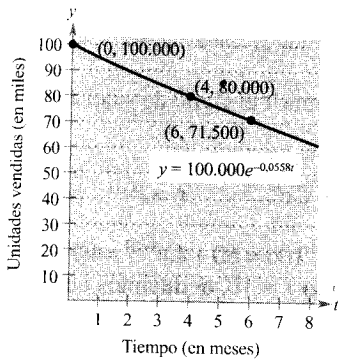 y
Unidades vendidas (en miles)
100
90
80
70
60
50
40
30
20
10
(0, 100.000)
(4, 80.000)
(6, 71.500)
y = 100.000e^{-0,0558t}
1 2 3 4 5 6 7 8
t
Tiempo (en meses)